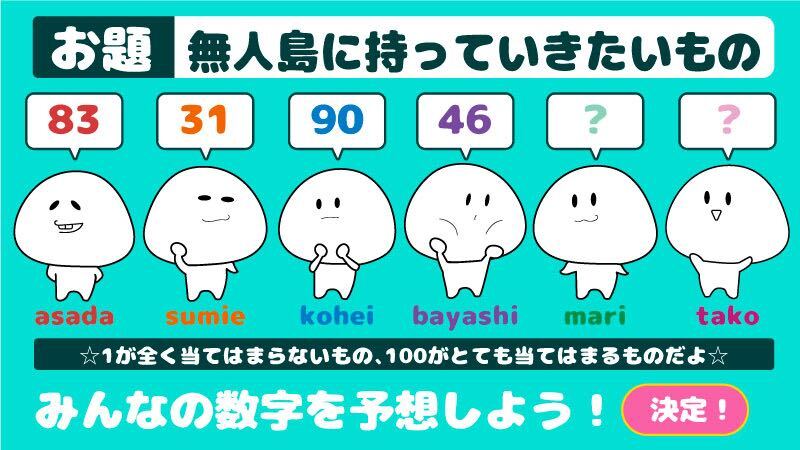 お題 無人島に持っていきたいもの
83 31 90 46 ? ?
asada sumie kohei bayashi mari tako
☆1が全く当てはまらないもの、100がとても当てはまるものだよ☆
みんなの数字を予想しよう! 決定!